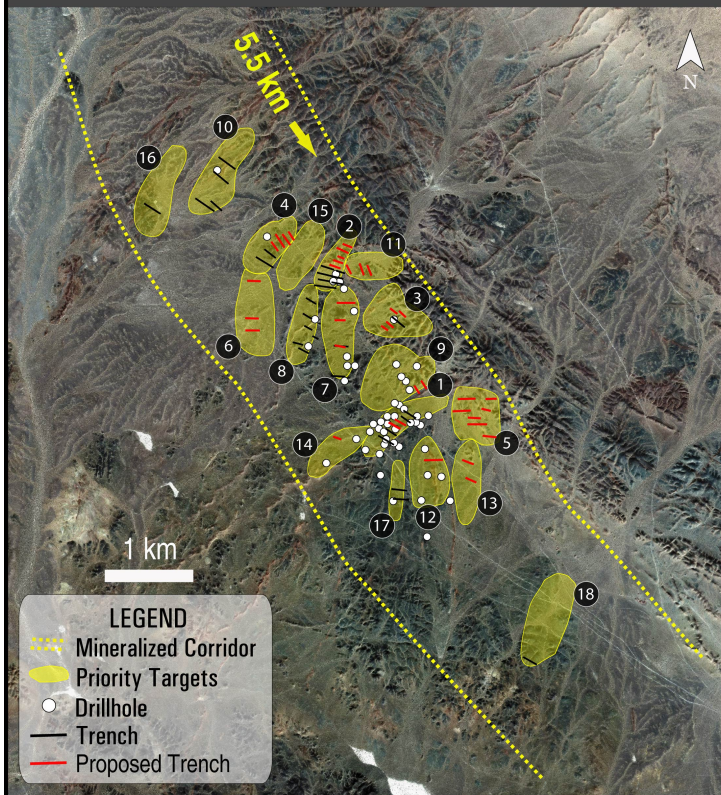 5.5 Km
N
10
16
4
15
2
11
3
6
8
7
9
1
14
5
17
12
13
18
1 km
LEGEND
Mineralized Corridor
Priority Targets
Drillhole
Trench
Proposed Trench